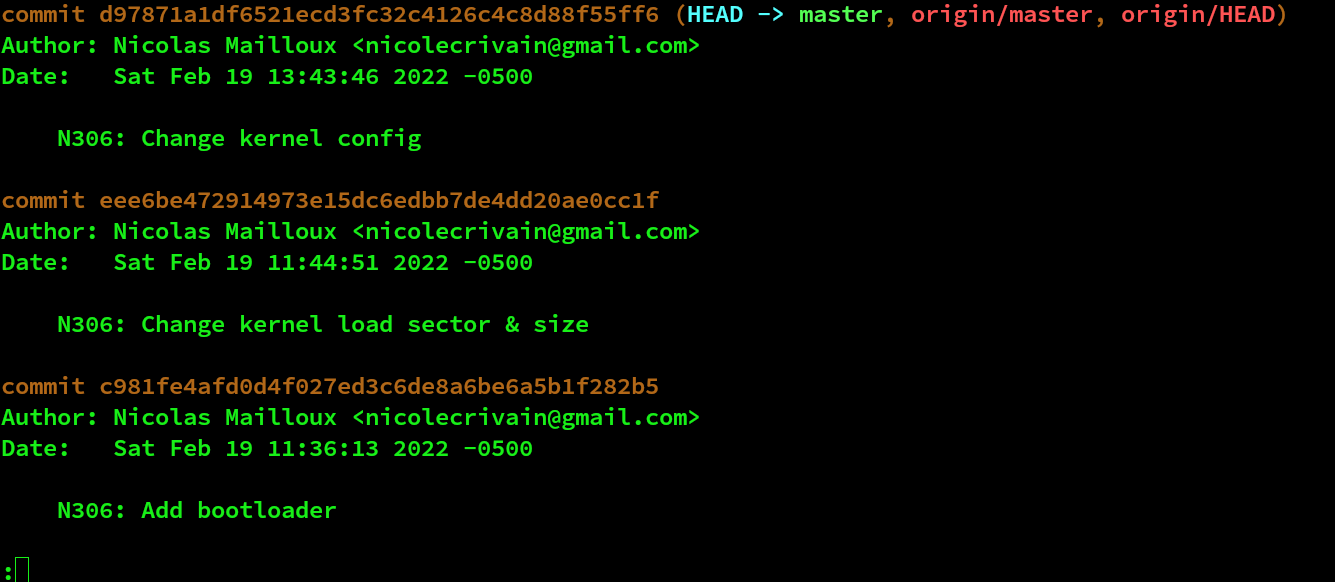 commit d97871a1df6521ecd3fc32c4126c4c8d88f55ff6 (HEAD -> master, origin/master, origin/HEAD)
Author: Nicolas Mailloux <nicolecrivain@gmail.com>
Date:   Sat Feb 19 13:43:46 2022 -0500
N306: Change kernel config
commit eee6be472914973e15dc6edbb7de4dd20ae0cc1f
Author: Nicolas Mailloux <nicolecrivain@gmail.com>
Date:   Sat Feb 19 11:44:51 2022 -0500
N306: Change kernel load sector & size
commit c981fe4afd0d4f027ed3c6de8a6be6a5b1f282b5
Author: Nicolas Mailloux <nicolecrivain@gmail.com>
Date:   Sat Feb 19 11:36:13 2022 -0500
N306: Add bootloader
: